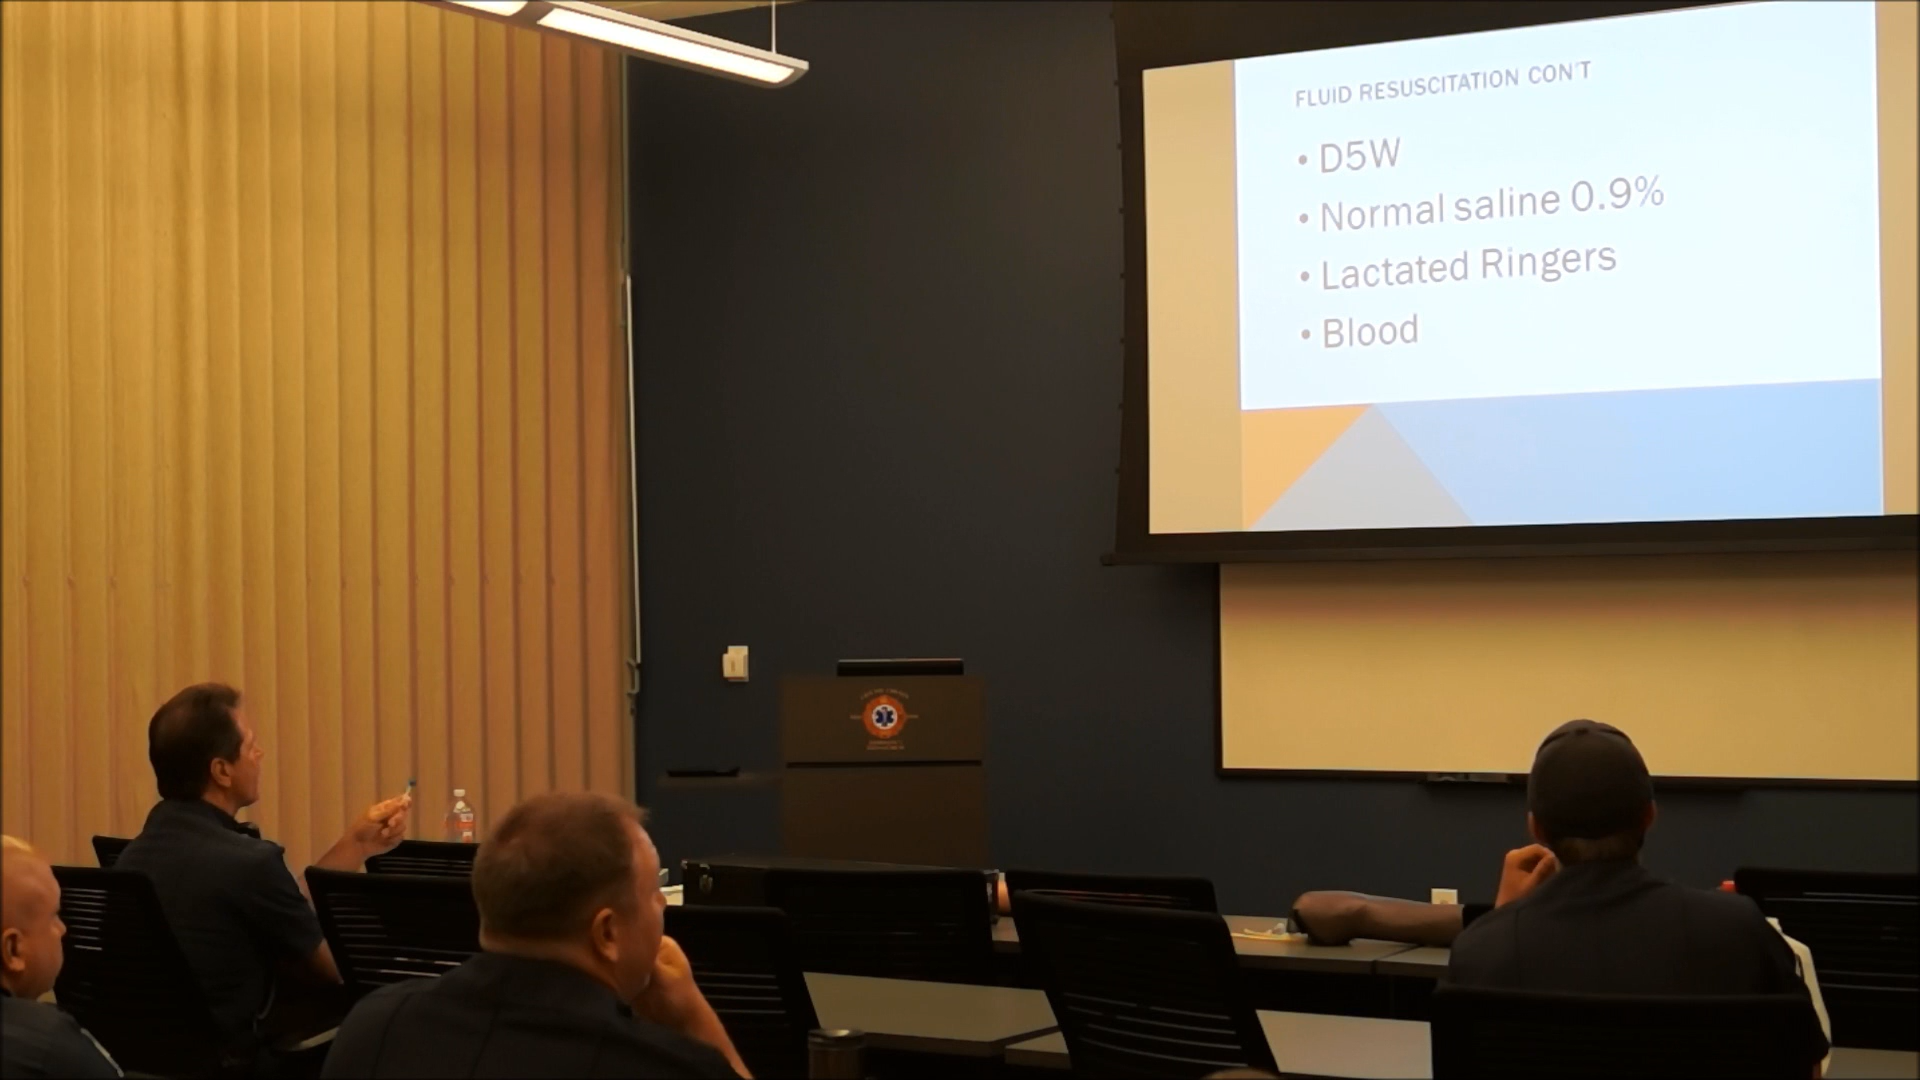 FLUID RESUSCITATION CON'T
• D5W
• Normal saline 0.9%
• Lactated Ringers
• Blood